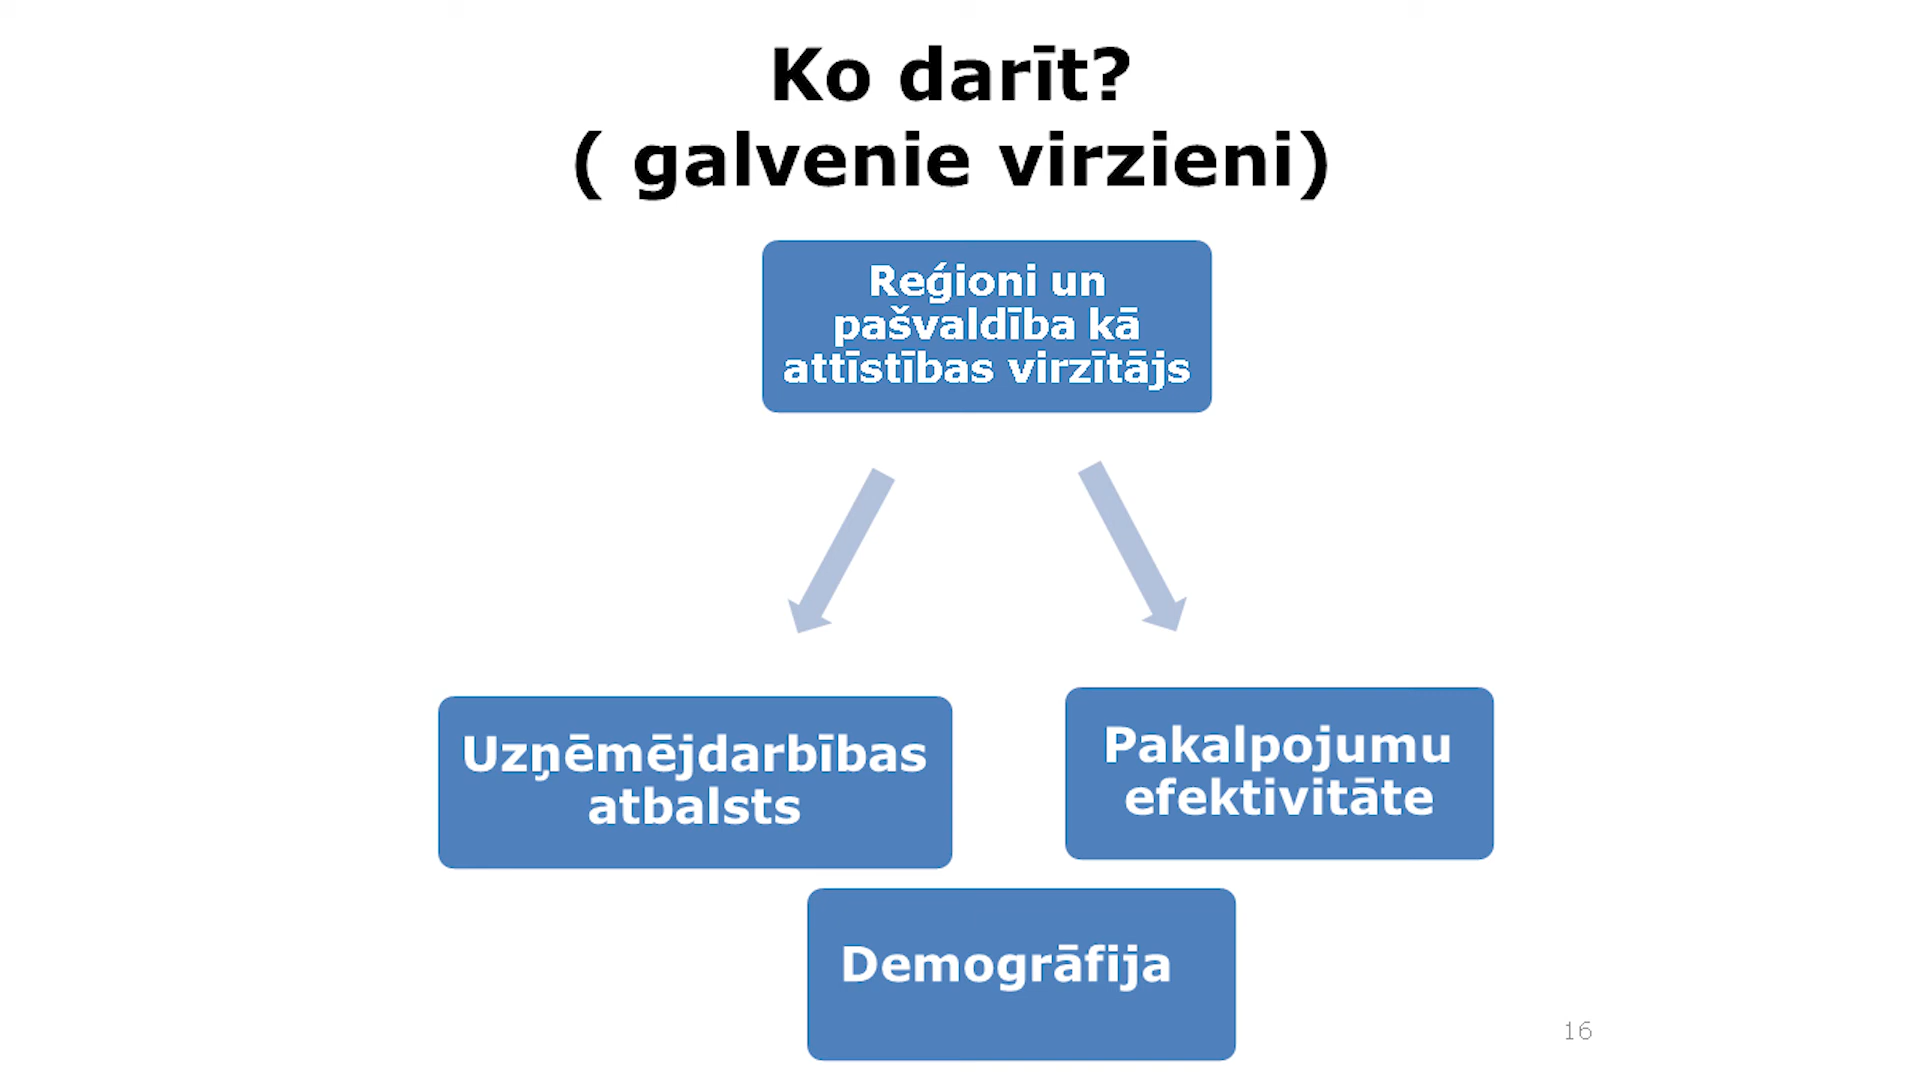 Ko darīt?
( galvenie virzieni)
Reģioni un
pašvaldība kā
attīstības virzītājs
Uzņēmējdarbības
atbalsts
Pakalpojumu
efektivitāte
Demogrāfija
16